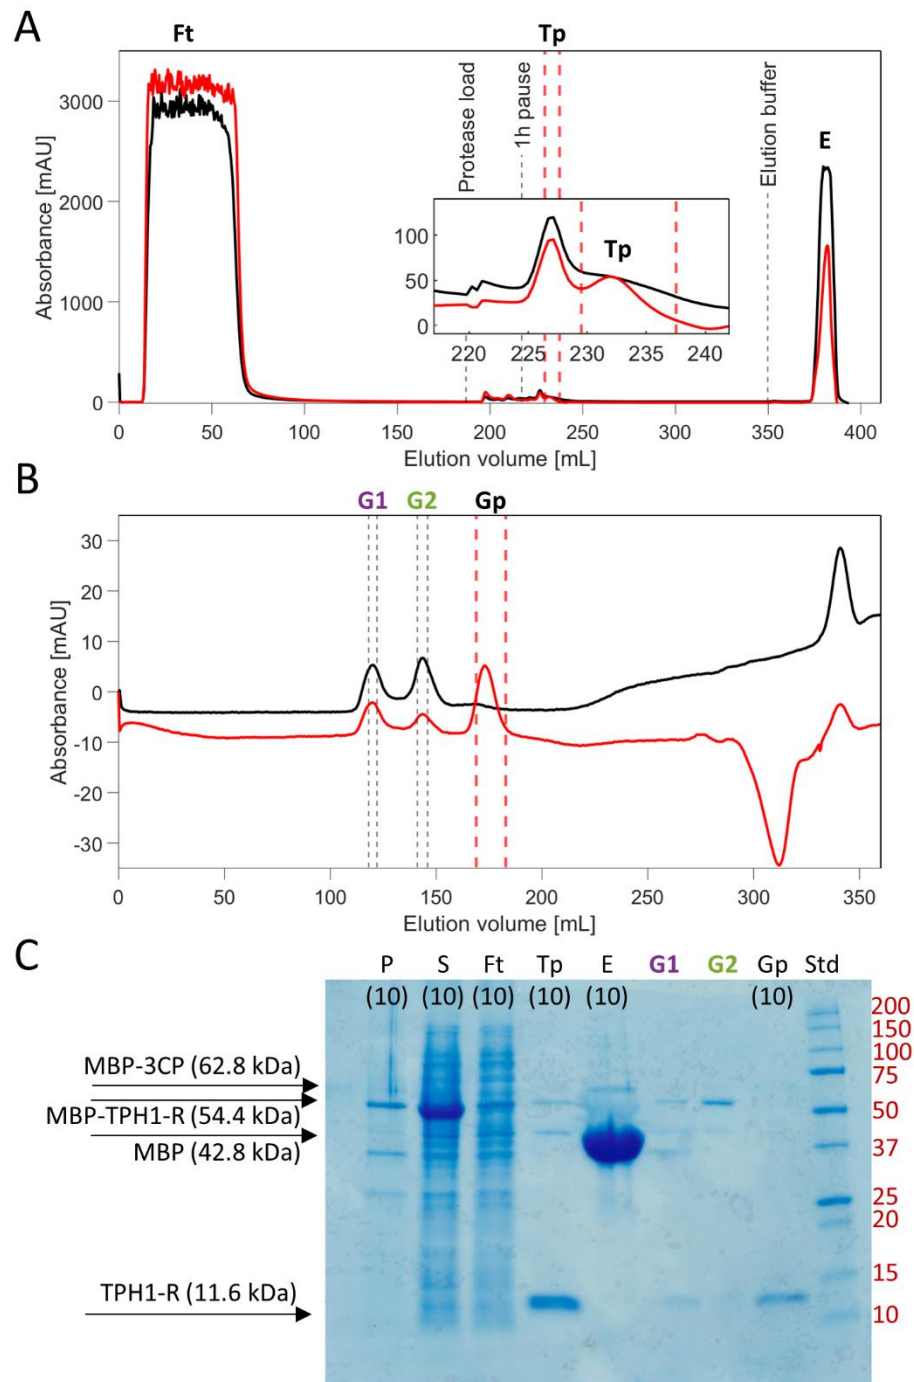 A
Ft
Tp
3000
2000
1000
0
Absorbance [mAU]
Protease load
1h pause
Elution buffer
E
100
50
0
Tp
220
225
230
235
240
0
50
100
150
200
250
300
350
400
Elution volume [mL]
B
G1
G2
Gp
30
20
10
0
-10
-20
-30
Absorbance [mAU]
0
50
100
150
200
250
300
350
Elution volume [mL]
C
P
S
Ft
Tp
E
G1
G2
Gp
Std
(10)
(10)
(10)
(10)
(10)
(10)
MBP-3CP (62.8 kDa)
MBP-TPH1-R (54.4 kDa)
MBP (42.8 kDa)
TPH1-R (11.6 kDa)
200
150
100
75
50
37
25
20
15
10